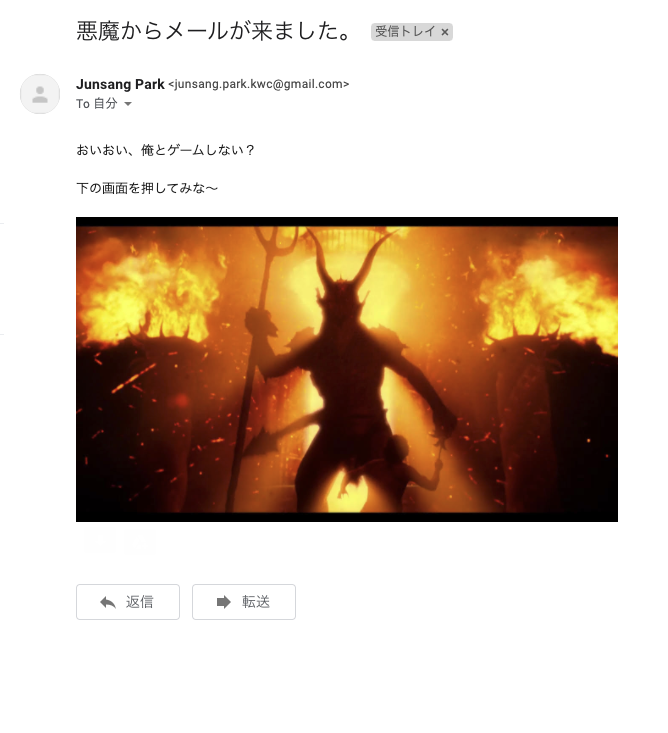 悪魔からメールが来ました。 受信トレイ ×
Junsang Park <junsang.park.kwc@gmail.com>
To 自分
おいおい、俺とゲームしない？
下の画面を押してみな〜
返信 転送